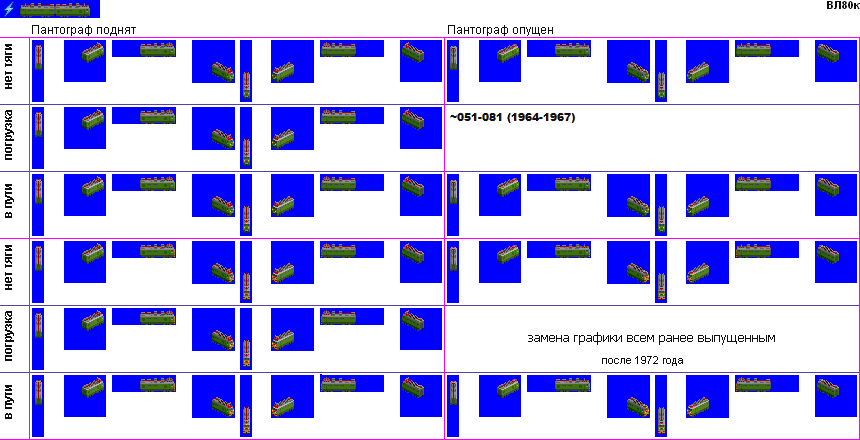 ВЛ80к
Пантограф поднят
Пантограф опущен
нет тяги
погрузка
~051-081 (1964-1967)
в пути
нет тяги
погрузка
замена графики всем ранее выпущенным
после 1972 года
в пути